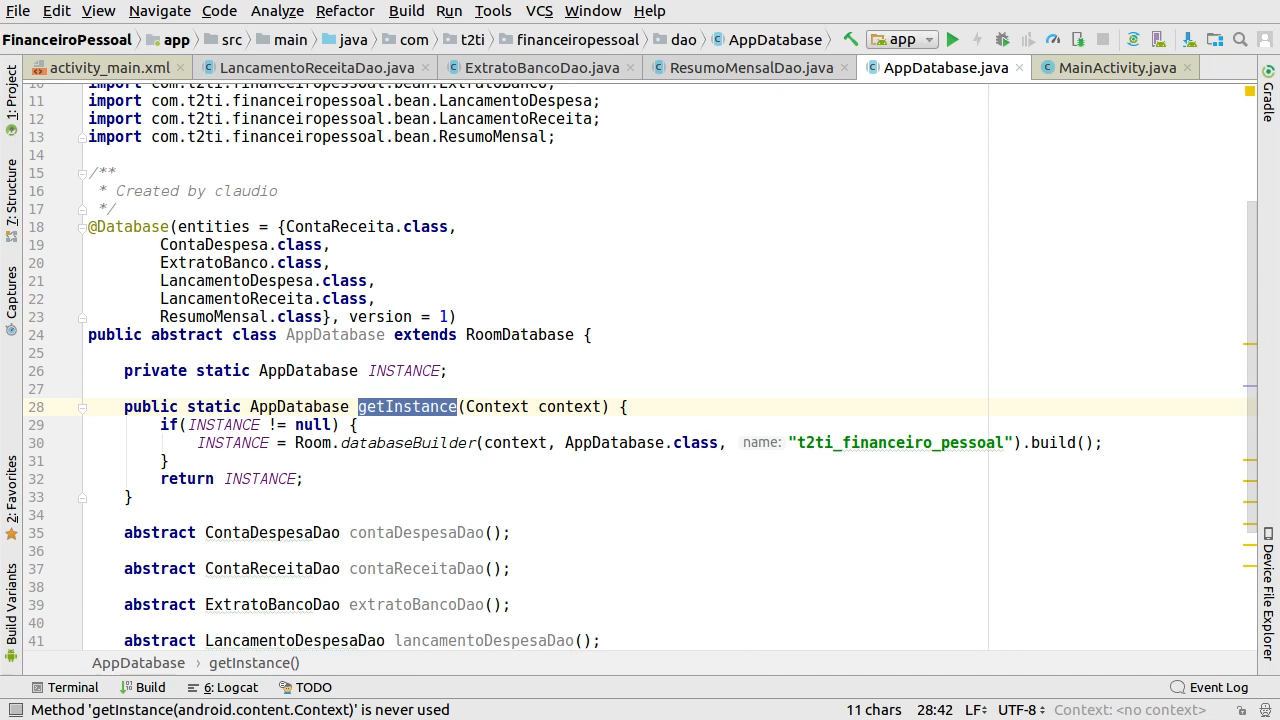 File Edit View Navigate Code Analyze Refactor Build Run Tools VCS Window Help
FinanceiroPessoal app src main java com t2ti financeiropessoal dao AppDatabase app
activity_main.xml LancamentoReceitaDao.java ExtratoBancoDao.java ResumoMensalDao.java AppDatabase.java MainActivity.java
1: Project
7: Structure
Captures
2: Favorites
Build Variants
10 import com.t2ti.financeiropessoal.bean.ExtratoBanco;
11 import com.t2ti.financeiropessoal.bean.LancamentoDespesa;
12 import com.t2ti.financeiropessoal.bean.LancamentoReceita;
13 import com.t2ti.financeiropessoal.bean.ResumoMensal;
14
15 /**
16 * Created by claudio
17 */
18 @Database(entities = {ContaReceita.class,
19 ContaDespesa.class,
20 ExtratoBanco.class,
21 LancamentoDespesa.class,
22 LancamentoReceita.class,
23 ResumoMensal.class}, version = 1)
24 public abstract class AppDatabase extends RoomDatabase {
25
26 private static AppDatabase INSTANCE;
27
28 public static AppDatabase getInstance(Context context) {
29 if(INSTANCE != null) {
30 INSTANCE = Room.databaseBuilder(context, AppDatabase.class, name: "t2ti_financeiro_pessoal").build();
31 }
32 return INSTANCE;
33 }
34
35 abstract ContaDespesaDao contaDespesaDao();
36
37 abstract ContaReceitaDao contaReceitaDao();
38
39 abstract ExtratoBancoDao extratoBancoDao();
40
41 abstract LancamentoDespesaDao lancamentoDespesaDao();
Gradle
Device File Explorer
AppDatabase › getInstance()
Terminal Build 6: Logcat TODO Event Log
Method 'getInstance(android.content.Context)' is never used 11 chars 28:42 LF UTF-8 Context: <no context>